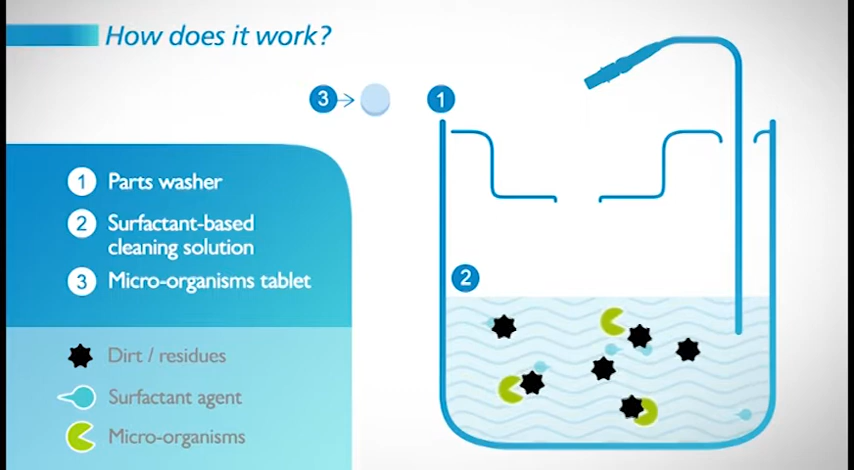 How does it work?
3
1
1 Parts washer
2 Surfactant-based
cleaning solution
3 Micro-organisms tablet
2
Dirt / residues
Surfactant agent
Micro-organisms